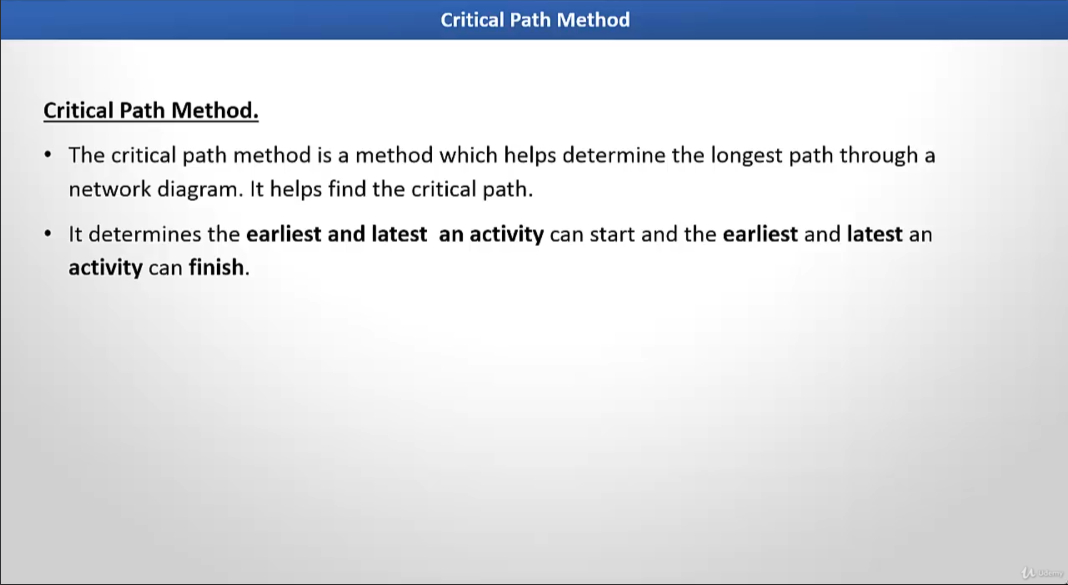 Critical Path Method
Critical Path Method.
• The critical path method is a method which helps determine the longest path through a
network diagram. It helps find the critical path.
• It determines the earliest and latest  an activity can start and the earliest and latest an
activity can finish.
Udemy